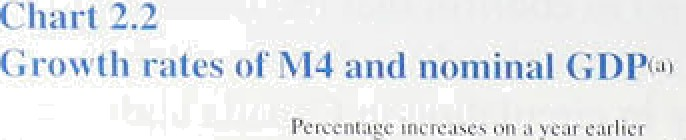 Chart 2.2
Growth rates of M4 and nominal GDP(a)
Percentage increases on a year earlier